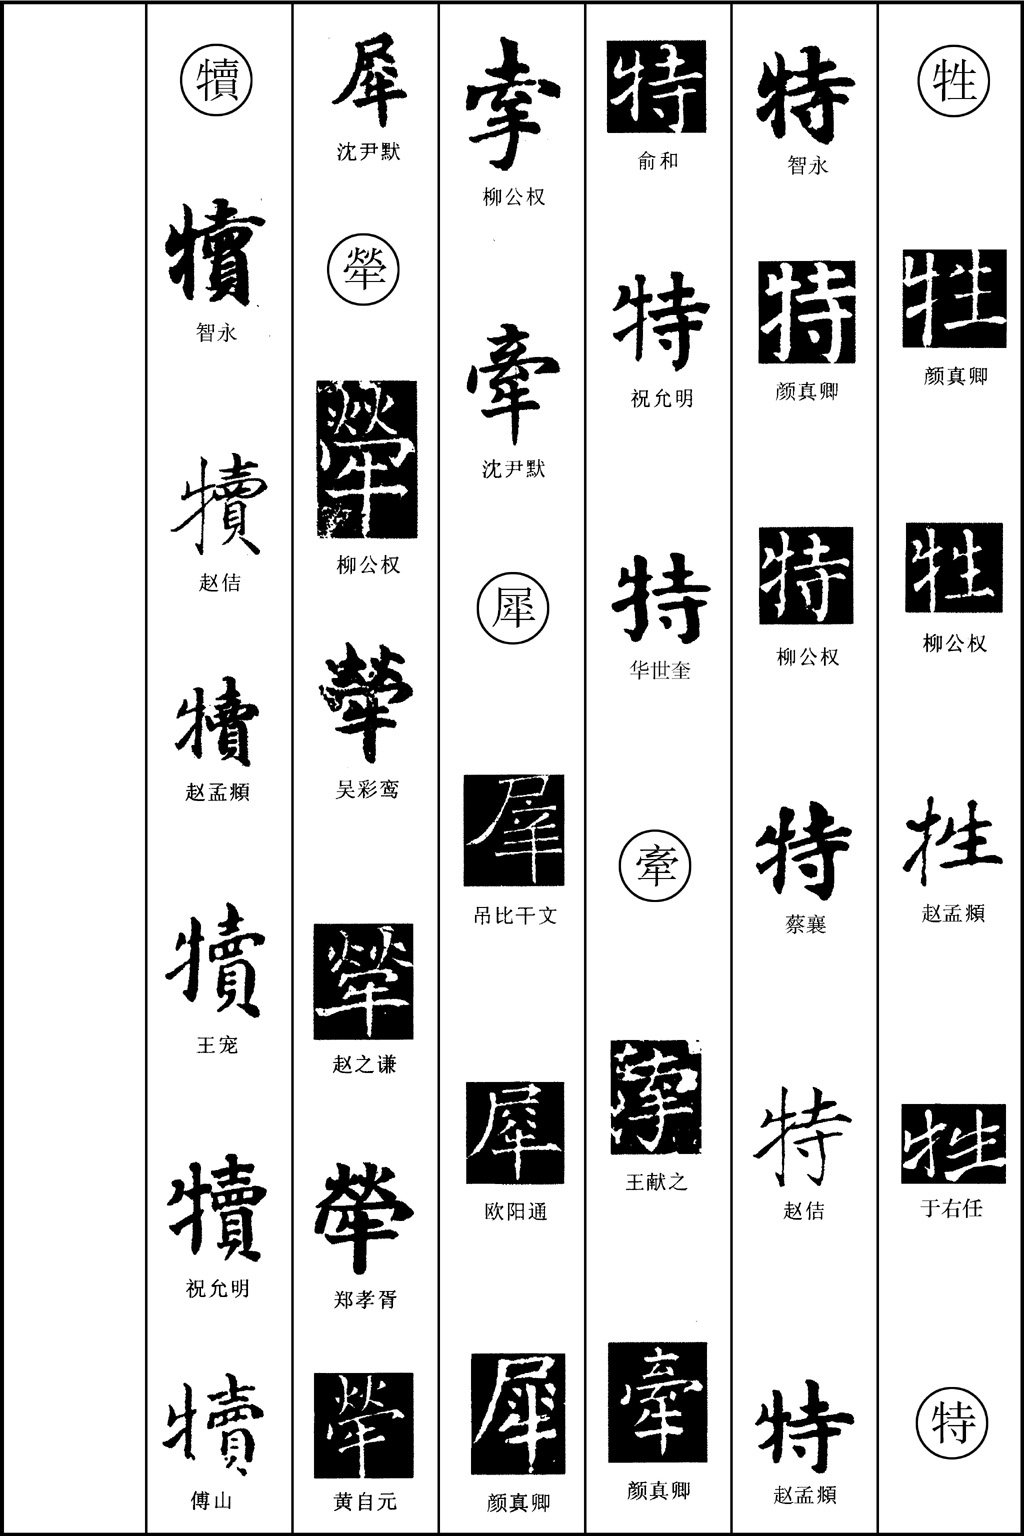 牲
牲
颜真卿
牲
柳公权
牲
赵孟頫
牲
于右任
特
特
智永
特
颜真卿
特
柳公权
特
蔡襄
特
赵佶
特
赵孟頫
特
俞和
特
祝允明
特
华世奎
牽
牽
王献之
牽
颜真卿
牽
柳公权
牽
沈尹默
犀
犀
吊比干文
犀
欧阳通
犀
颜真卿
犀
沈尹默
犖
犖
柳公权
犖
吴彩鸾
犖
赵之谦
犖
郑孝胥
犖
黄自元
犢
犢
智永
犢
赵佶
犢
赵孟頫
犢
王宠
犢
祝允明
犢
傅山